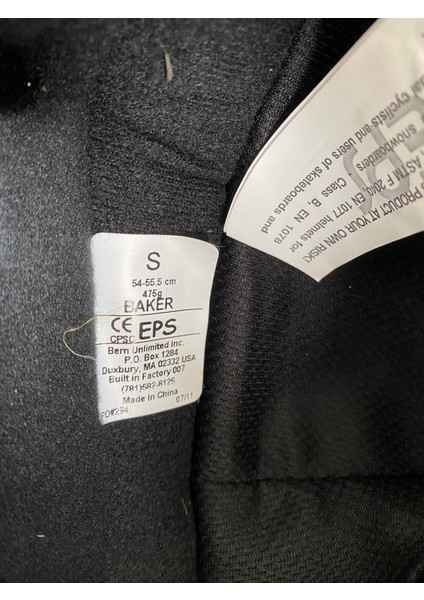 S
54-55.5 cm
475g
BAKER
CE EPS
CPSC
Bern Unlimited Inc.
P.O. Box 1284
Duxbury, MA 02332 USA
Built in Factory 007
(781)582-8125
Made in China
07/11
PO#294
PRODUCT AT YOUR OWN RISK!
ASTM F 2040, EN 1077 helmets for
snowboarders Class B, EN 1078
cyclists and users of skateboards and